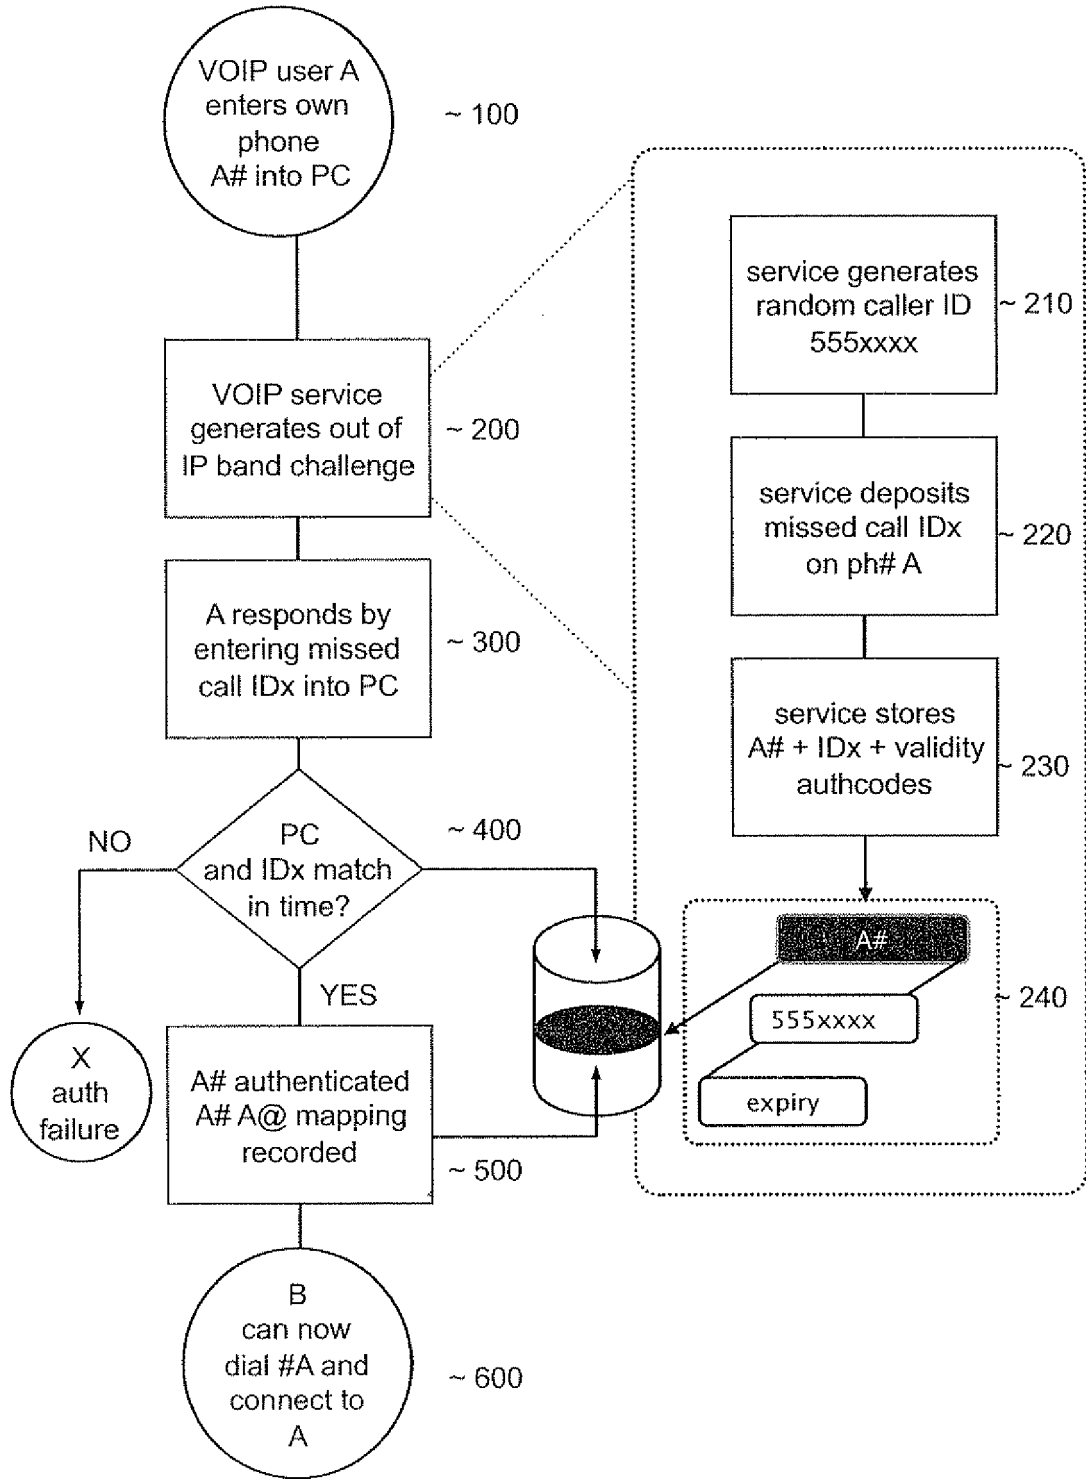 VOIP user A
enters own
phone
A# into PC
~ 100
VOIP service
generates out of
IP band challenge
~ 200
A responds by
entering missed
call IDx into PC
~ 300
PC
and IDx match
in time?
~ 400
NO
YES
X
auth
failure
A# authenticated
A# A@ mapping
recorded
~ 500
B
can now
dial #A and
connect to
A
~ 600
service generates
random caller ID
555xxxx
~ 210
service deposits
missed call IDx
on ph# A
~ 220
service stores
A# + IDx + validity
authcodes
~ 230
A#
555xxxx
expiry
~ 240